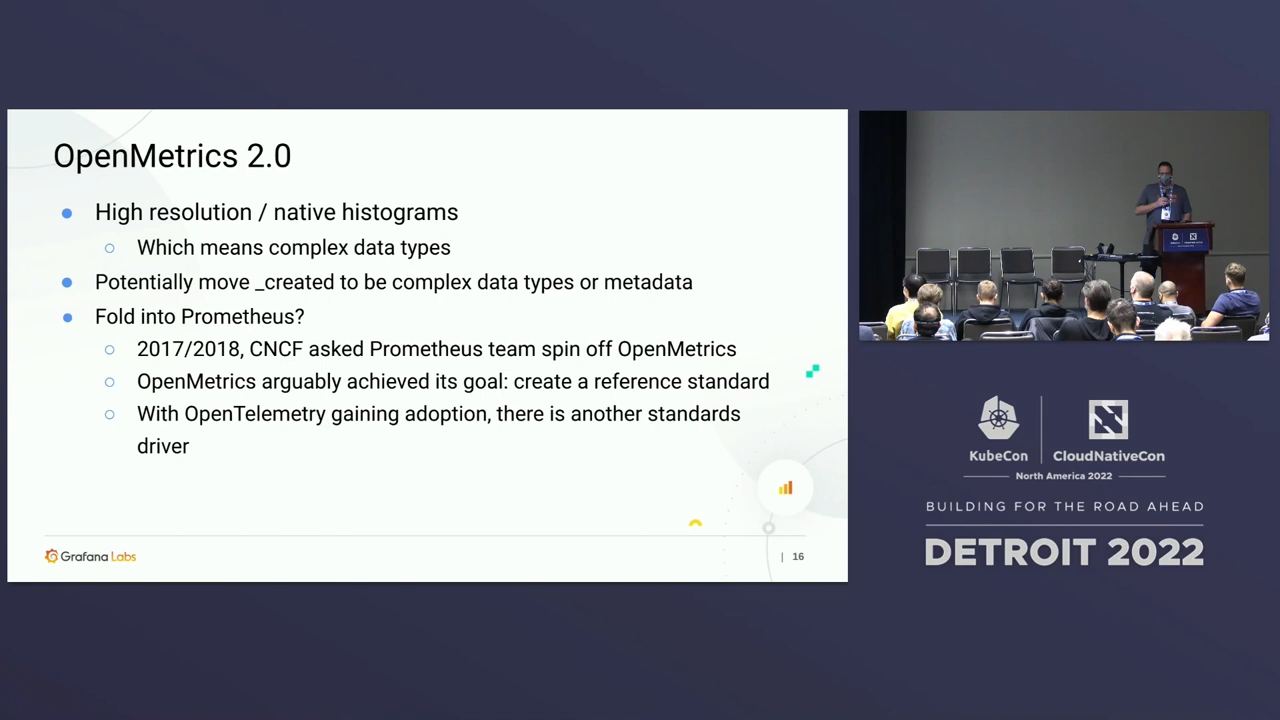 OpenMetrics 2.0
● High resolution / native histograms
○ Which means complex data types
● Potentially move _created to be complex data types or metadata
● Fold into Prometheus?
○ 2017/2018, CNCF asked Prometheus team spin off OpenMetrics
○ OpenMetrics arguably achieved its goal: create a reference standard
○ With OpenTelemetry gaining adoption, there is another standards
driver
Grafana Labs
| 16
KubeCon
CloudNativeCon
North America 2022
BUILDING FOR THE ROAD AHEAD
DETROIT 2022